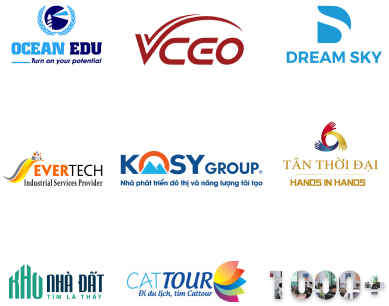 OCEAN EDU
Turn on your potential
VCEO
DREAM SKY
EVERTECH
Industrial Services Provider
KOSY GROUP®
Nhà phát triển đô thị và năng lượng tái tạo
TÂN THỜI ĐẠI
HANDS IN HANDS
KHO NHÀ ĐẤT
TÌM LÀ THẤY
CATTOUR
Đi du lịch, tìm Cattour
1000+